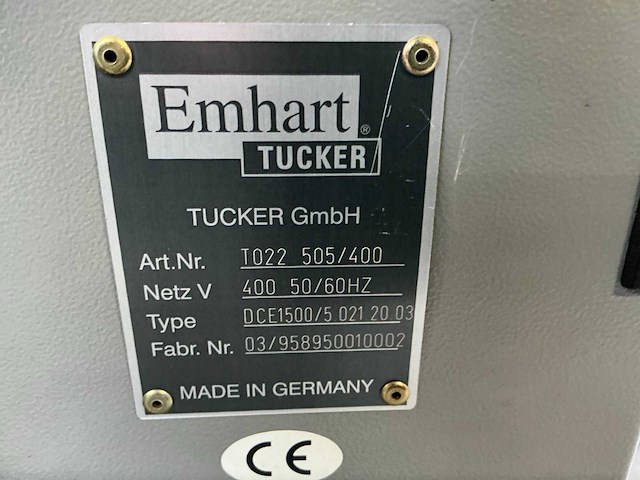 Emhart®
TUCKER
TUCKER GmbH
Art.Nr. T022 505/400
Netz V 400 50/60HZ
Type DCE1500/5 021 20 03
Fabr. Nr. 03/958950010002
MADE IN GERMANY
CE